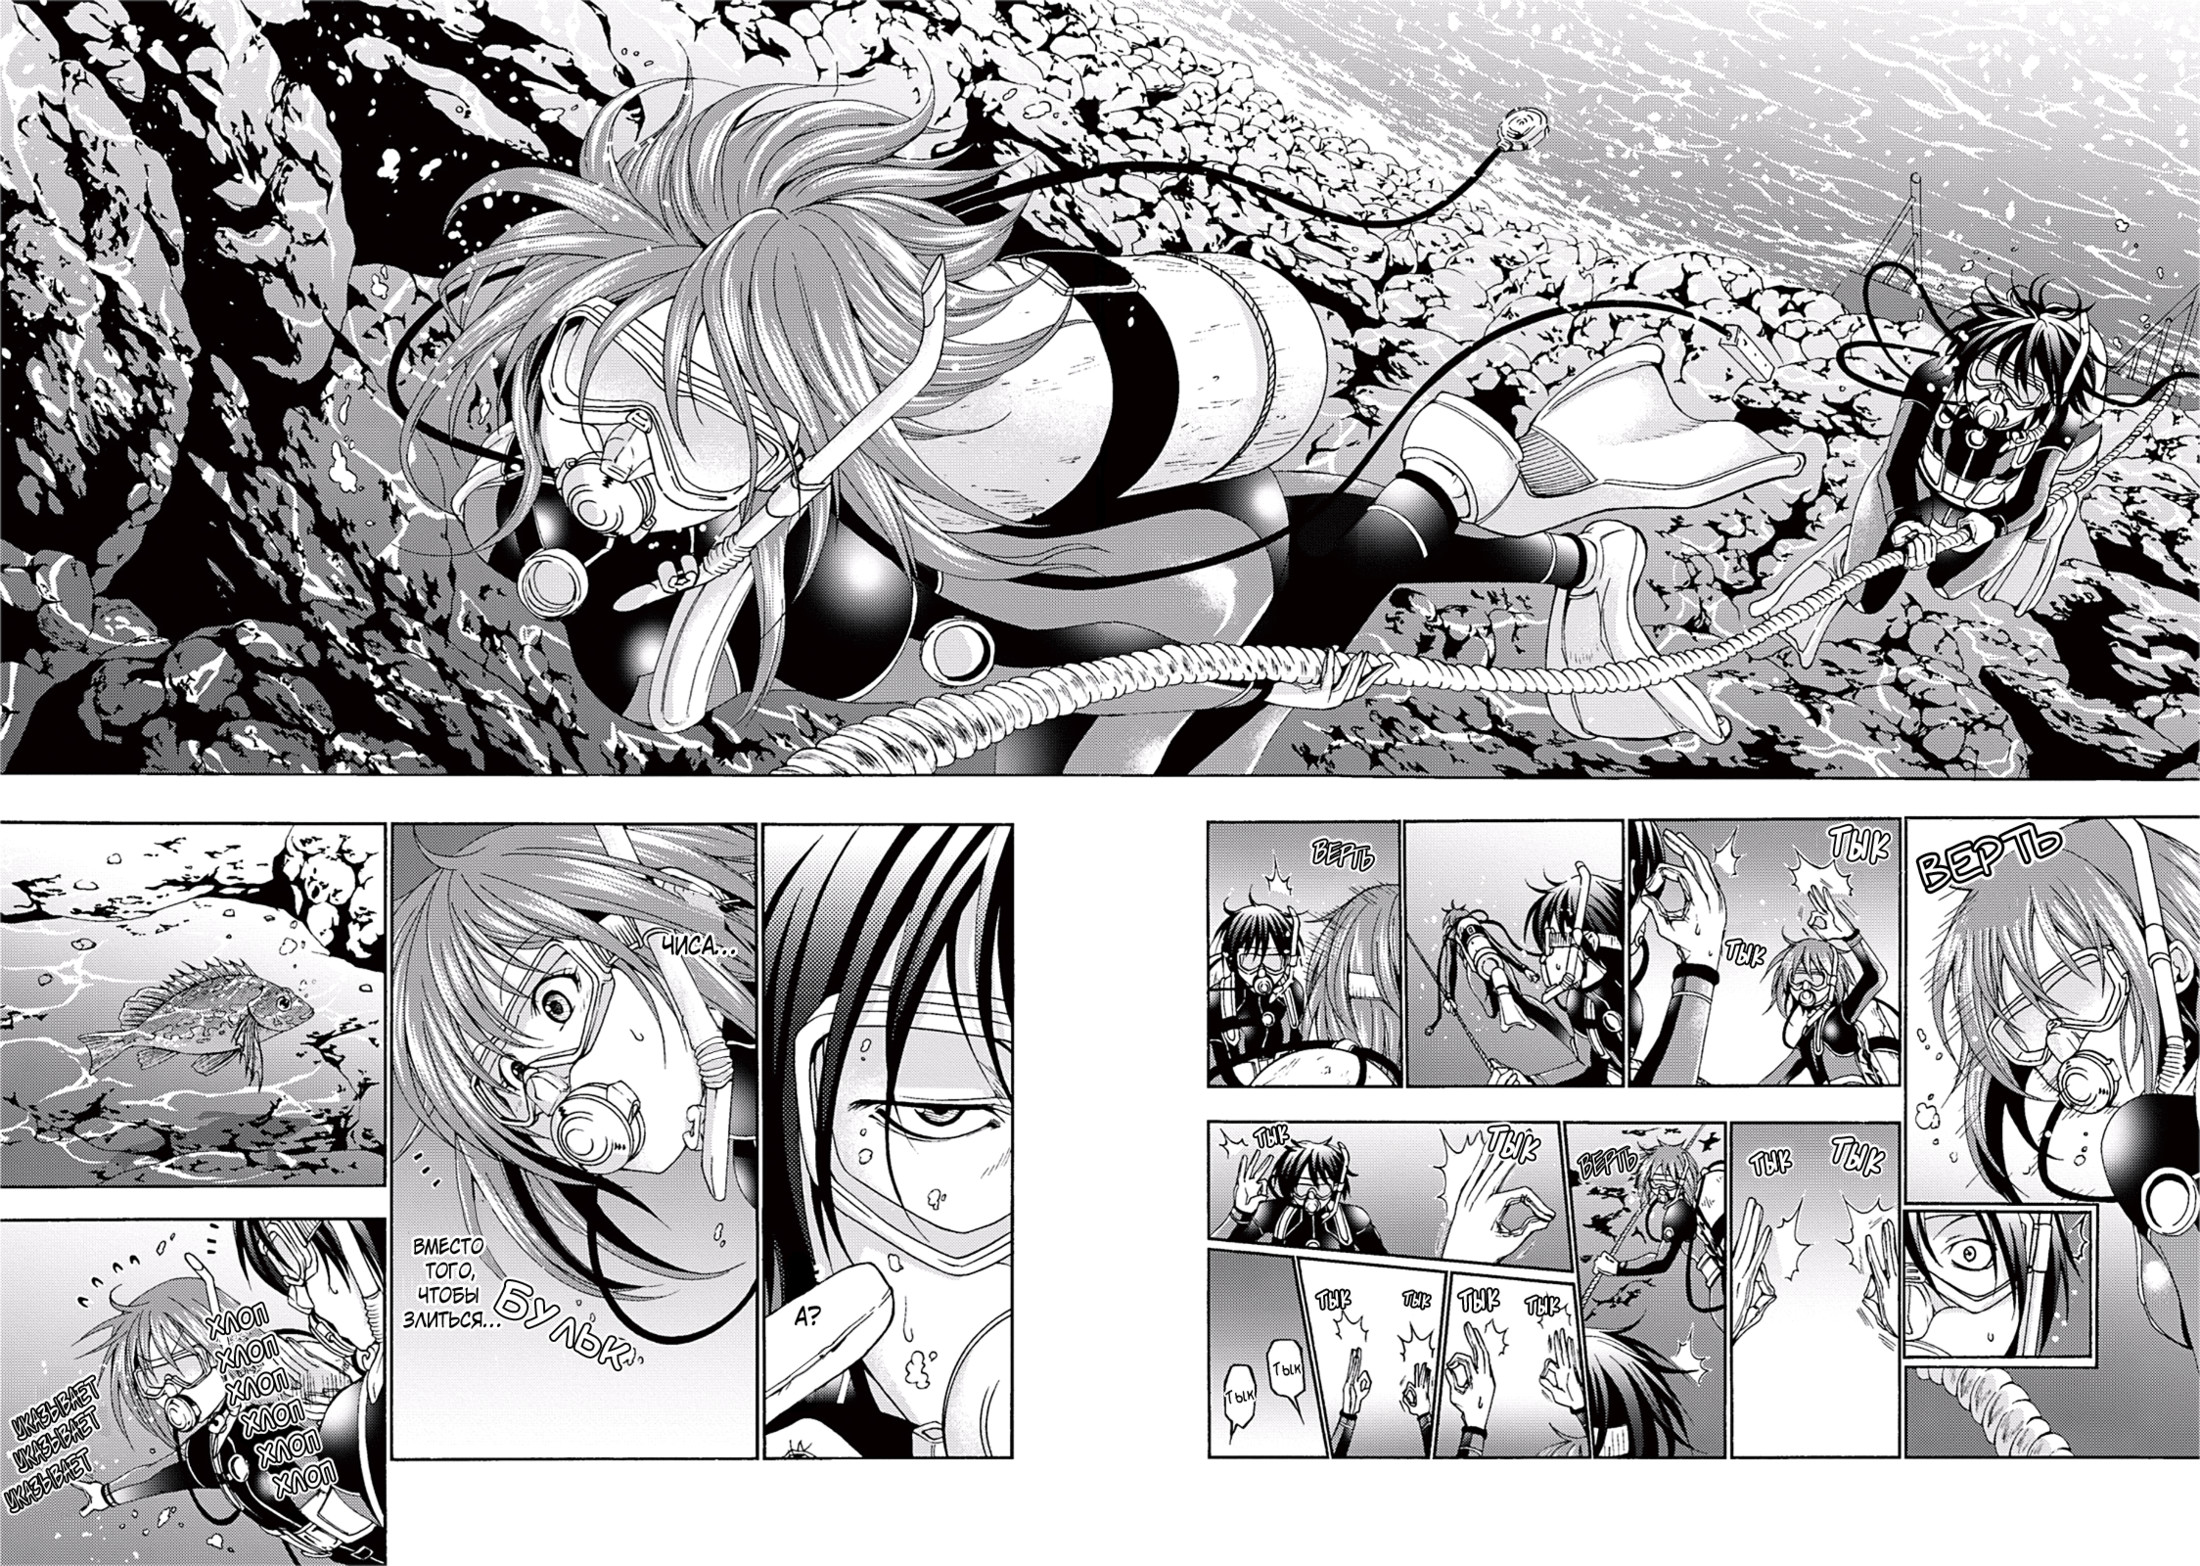 ВЕРТЬ
ТЫК
ТЫК
ВЕРТЬ
ТЫК
ТЫК
ВЕРТЬ
ТЫК
ТЫК
ТЫК
ТЫК
ТЫК
ТЫК
ТЫК
ТЫК
А?
ЧИСА...
ВМЕСТО
ТОГО,
ЧТОБЫ
ЗЛИТЬСЯ...
БУЛЬК
ХЛОП
ХЛОП
ХЛОП
ХЛОП
ХЛОП
ХЛОП
УКАЗЫВАЕТ
УКАЗЫВАЕТ
УКАЗЫВАЕТ